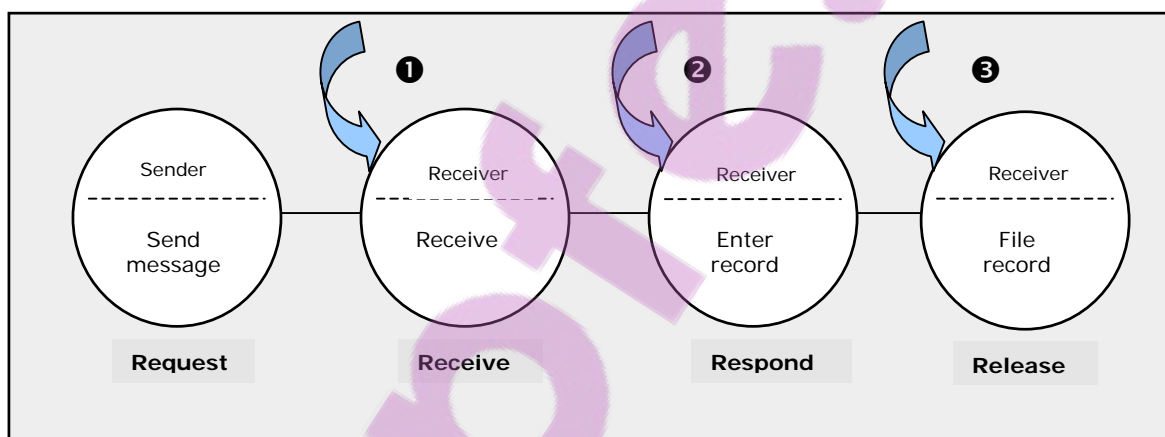 ❶ ❷ ❸
Sender
Send
message
Request
Receiver
Receive
Receive
Receiver
Enter
record
Respond
Receiver
File
record
Release